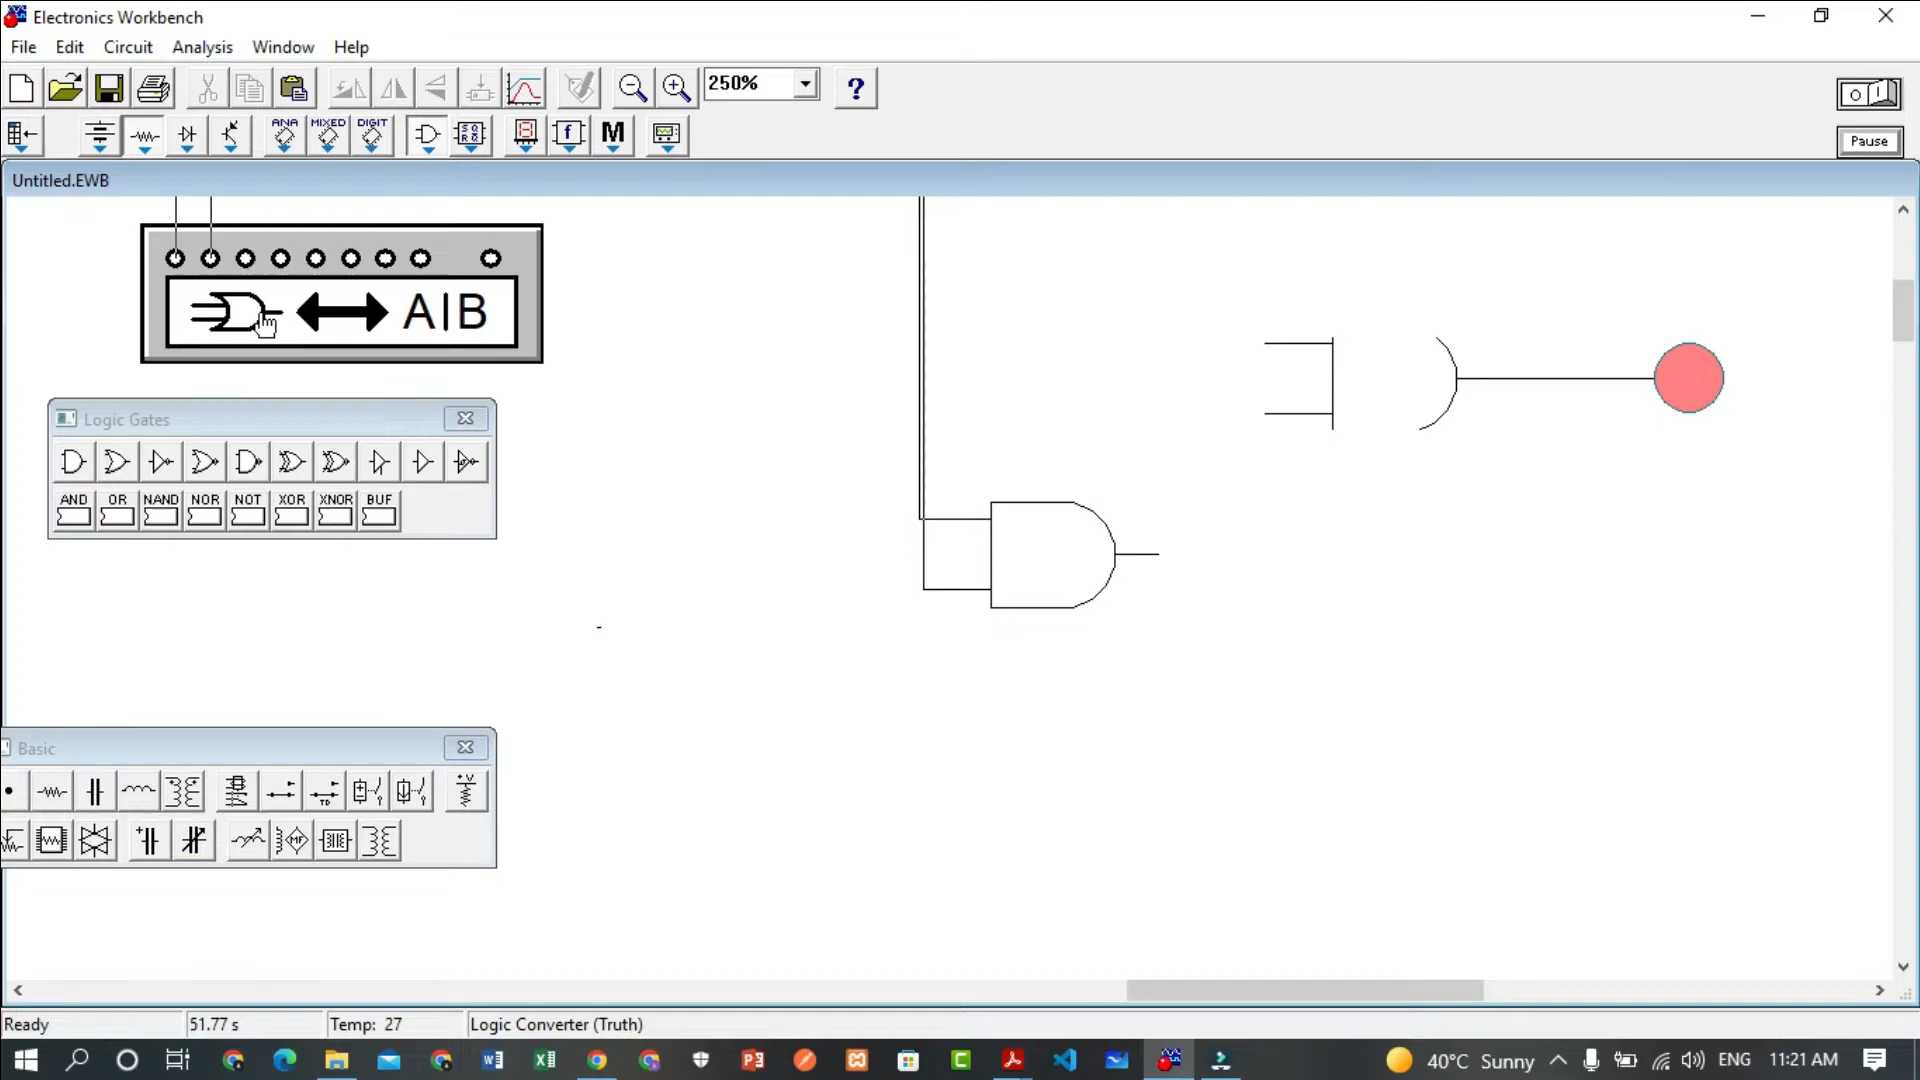 Electronics Workbench
File Edit Circuit Analysis Window Help
250% ?
O I
ANA MIXED DIGIT f M
Pause
Untitled.EWB
A|B
Logic Gates
AND OR NAND NOR NOT XOR XNOR BUF
Basic
+V
TD
MF
Ready 51.77 s Temp: 27 Logic Converter (Truth)
40°C Sunny ENG 11:21 AM